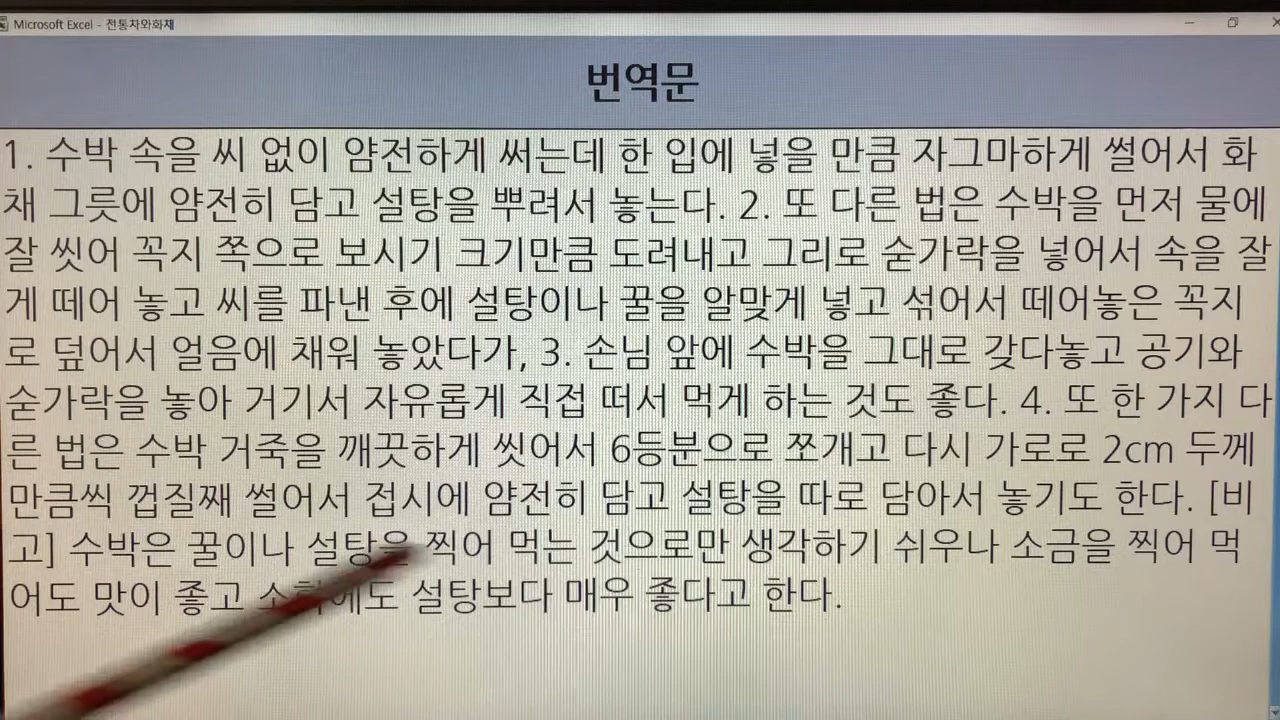 Microsoft Excel - 전통차와화채
번역문
1. 수박 속을 씨 없이 얌전하게 써는데 한 입에 넣을 만큼 자그마하게 썰어서 화
채 그릇에 얌전히 담고 설탕을 뿌려서 놓는다. 2. 또 다른 법은 수박을 먼저 물에
잘 씻어 꼭지 쪽으로 보시기 크기만큼 도려내고 그리로 숟가락을 넣어서 속을 잘
게 떼어 놓고 씨를 파낸 후에 설탕이나 꿀을 알맞게 넣고 섞어서 떼어놓은 꼭지
로 덮어서 얼음에 채워 놓았다가, 3. 손님 앞에 수박을 그대로 갖다놓고 공기와
숟가락을 놓아 거기서 자유롭게 직접 떠서 먹게 하는 것도 좋다. 4. 또 한 가지 다
른 법은 수박 거죽을 깨끗하게 씻어서 6등분으로 쪼개고 다시 가로로 2cm 두께
만큼씩 껍질째 썰어서 접시에 얌전히 담고 설탕을 따로 담아서 놓기도 한다. [비
고] 수박은 꿀이나 설탕을 찍어 먹는 것으로만 생각하기 쉬우나 소금을 찍어 먹
어도 맛이 좋고 소화에도 설탕보다 매우 좋다고 한다.